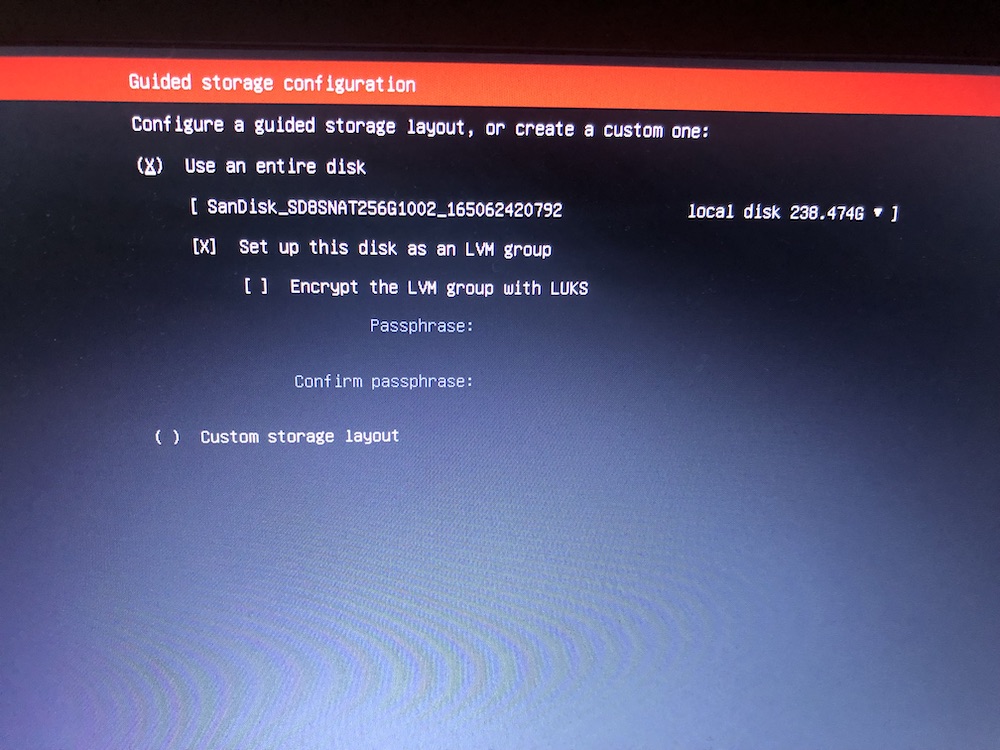 Guided storage configuration
Configure a guided storage layout, or create a custom one:
(X) Use an entire disk
[ SanDisk_SD8SNAT256G1002_165062420792 local disk 238.474G ▾ ]
[X] Set up this disk as an LVM group
[ ] Encrypt the LVM group with LUKS
Passphrase:
Confirm passphrase:
( ) Custom storage layout